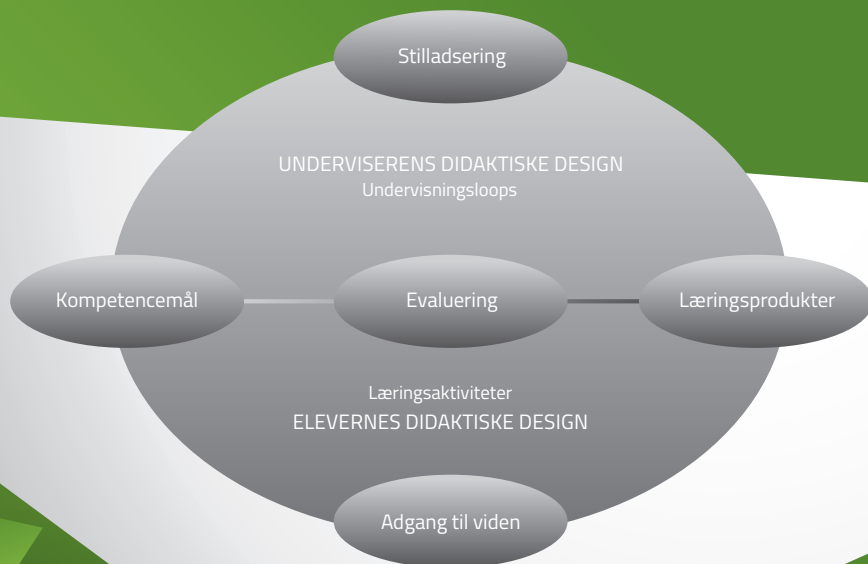 Stilladsering
UNDERVISERENS DIDAKTISKE DESIGN
Undervisningsloops
Kompetencemål
Evaluering
Læringsprodukter
Læringsaktiviteter
ELEVERNES DIDAKTISKE DESIGN
Adgang til viden